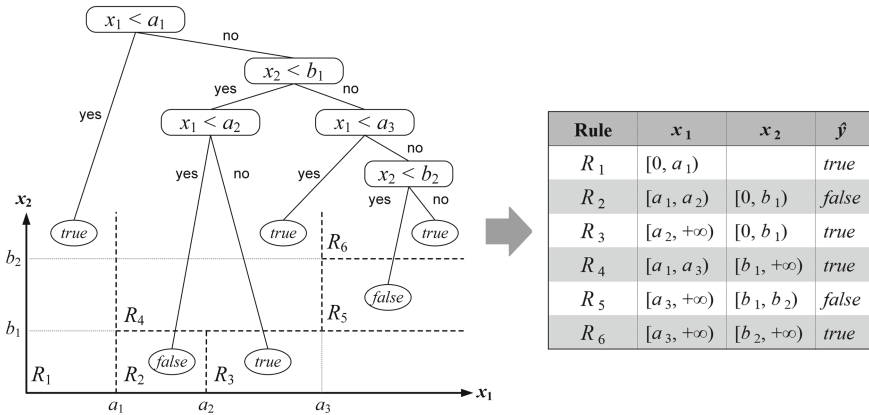 x1 < a1
no
x2 < b1
yes
no
yes
x1 < a2
x1 < a3
no
yes
no
yes
x2 < b2
yes
no
x2
true
true
R6
true
b2
false
R4
R5
b1
false
true
R1
R2
R3
x1
a1
a2
a3
Rule x1 x2 ŷ
R1 [0, a1) true
R2 [a1, a2) [0, b1) false
R3 [a2, +∞) [0, b1) true
R4 [a1, a3) [b1, +∞) true
R5 [a3, +∞) [b1, b2) false
R6 [a3, +∞) [b2, +∞) true